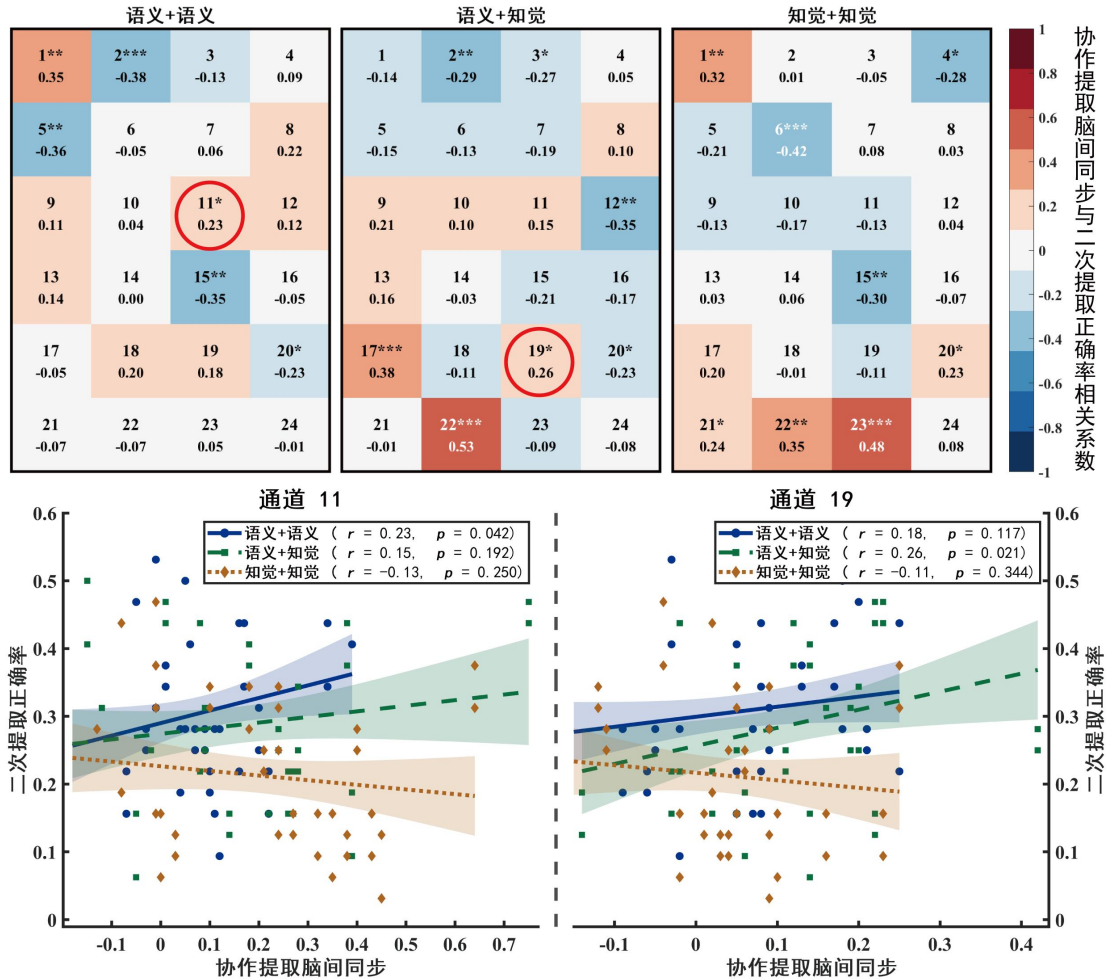 语义+语义 语义+知觉 知觉+知觉
1** 2*** 3 4
0.35 -0.38 -0.13 0.09
5** 6 7 8
-0.36 -0.05 0.06 0.22
9 10 11* 12
0.11 0.04 0.23 0.12
13 14 15** 16
0.14 0.00 -0.35 -0.05
17 18 19 20*
-0.05 0.20 0.18 -0.23
21 22 23 24
-0.07 -0.07 0.05 -0.01
1 2** 3* 4
-0.14 -0.29 -0.27 0.05
5 6 7 8
-0.15 -0.13 -0.19 0.10
9 10 11 12**
0.21 0.10 0.15 -0.35
13 14 15 16
0.16 -0.03 -0.21 -0.17
17*** 18 19* 20*
0.38 -0.11 0.26 -0.23
21 22*** 23 24
-0.01 0.53 -0.09 -0.08
1** 2 3 4*
0.32 0.01 -0.05 -0.28
5 6*** 7 8
-0.21 -0.42 0.08 0.03
9 10 11 12
-0.13 -0.17 -0.13 0.04
13 14 15** 16
0.03 0.06 -0.30 -0.07
17 18 19 20*
0.20 -0.01 -0.11 0.23
21* 22** 23*** 24
0.24 0.35 0.48 0.08
1
0.8
0.6
0.4
0.2
0
-0.2
-0.4
-0.6
-0.8
-1
协作提取脑间同步与二次提取正确率相关系数
通道 11
语义+语义 ( r = 0.23, p = 0.042)
语义+知觉 ( r = 0.15, p = 0.192)
知觉+知觉 ( r = -0.13, p = 0.250)
0.6
0.5
0.4
0.3
0.2
0.1
0
二次提取正确率
-0.1 0 0.1 0.2 0.3 0.4 0.5 0.6 0.7
协作提取脑间同步
通道 19
语义+语义 ( r = 0.18, p = 0.117)
语义+知觉 ( r = 0.26, p = 0.021)
知觉+知觉 ( r = -0.11, p = 0.344)
0.6
0.5
0.4
0.3
0.2
0.1
0
二次提取正确率
-0.1 0 0.1 0.2 0.3 0.4
协作提取脑间同步